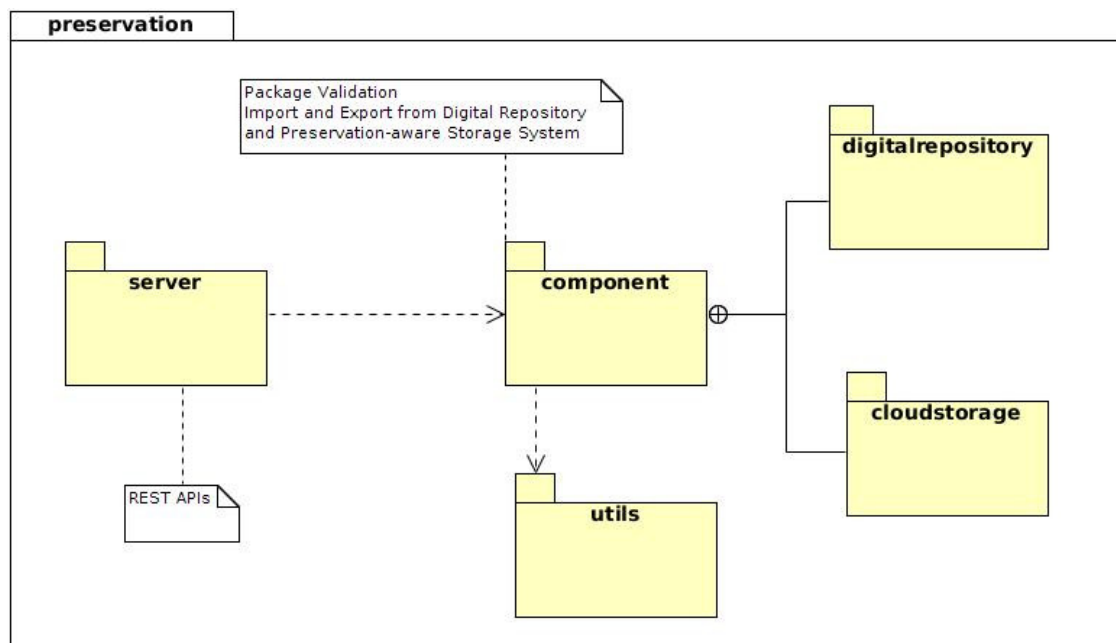 preservation
Package Validation
Import and Export from Digital Repository
and Preservation-aware Storage System
digitalrepository
server
component
cloudstorage
REST APIs
utils